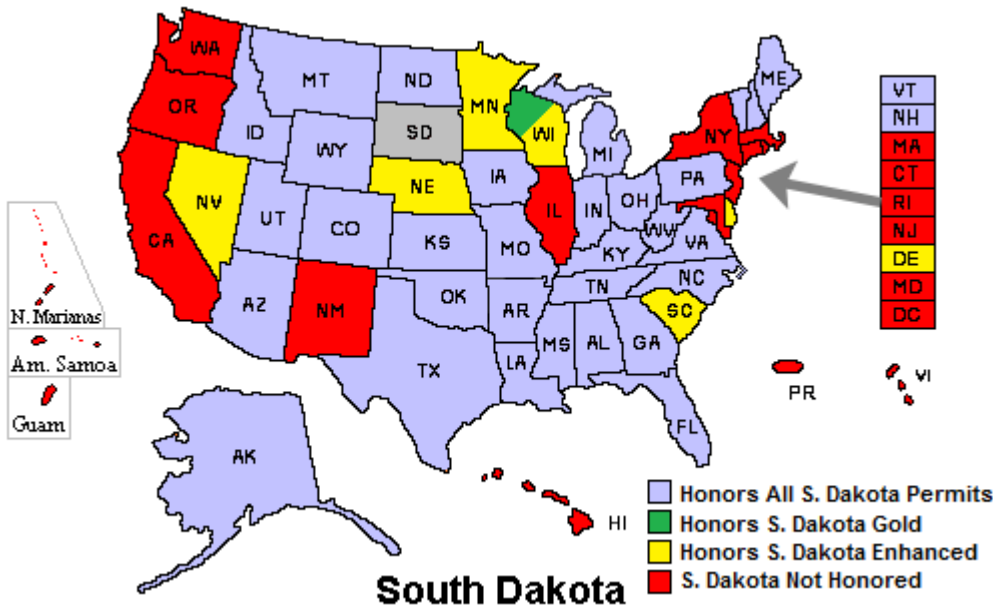 WA
MT
ND
MN
ME
VT
NH
OR
ID
SD
WI
NY
MA
WY
MI
CT
IA
PA
RI
NV
NE
IL
IN
OH
NJ
UT
CO
WV
VA
DE
CA
KS
MO
KY
MD
NC
TN
DC
AZ
NM
OK
AR
SC
N. Marianas
MS
AL
GA
Am. Samoa
TX
LA
PR
VI
Guam
FL
AK
HI
Honors All S. Dakota Permits
Honors S. Dakota Gold
Honors S. Dakota Enhanced
S. Dakota Not Honored
South Dakota